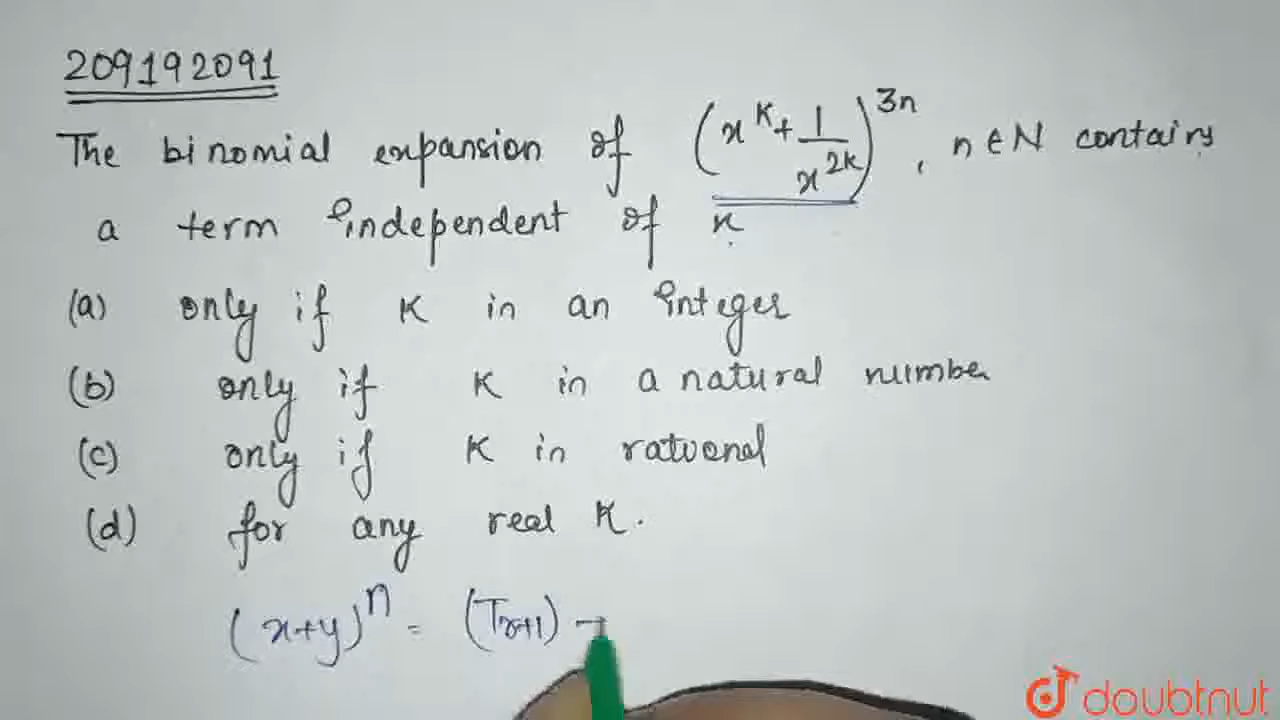 209192091
The binomial expansion of (x^K + 1/x^2k)^3n, n∈N contains
a term independent of x.
(a) only if K in an integer
(b) only if K in a natural number
(c) only if K in rational
(d) for any real K.
(x+y)^n = (Tr+1) →
doubtnut